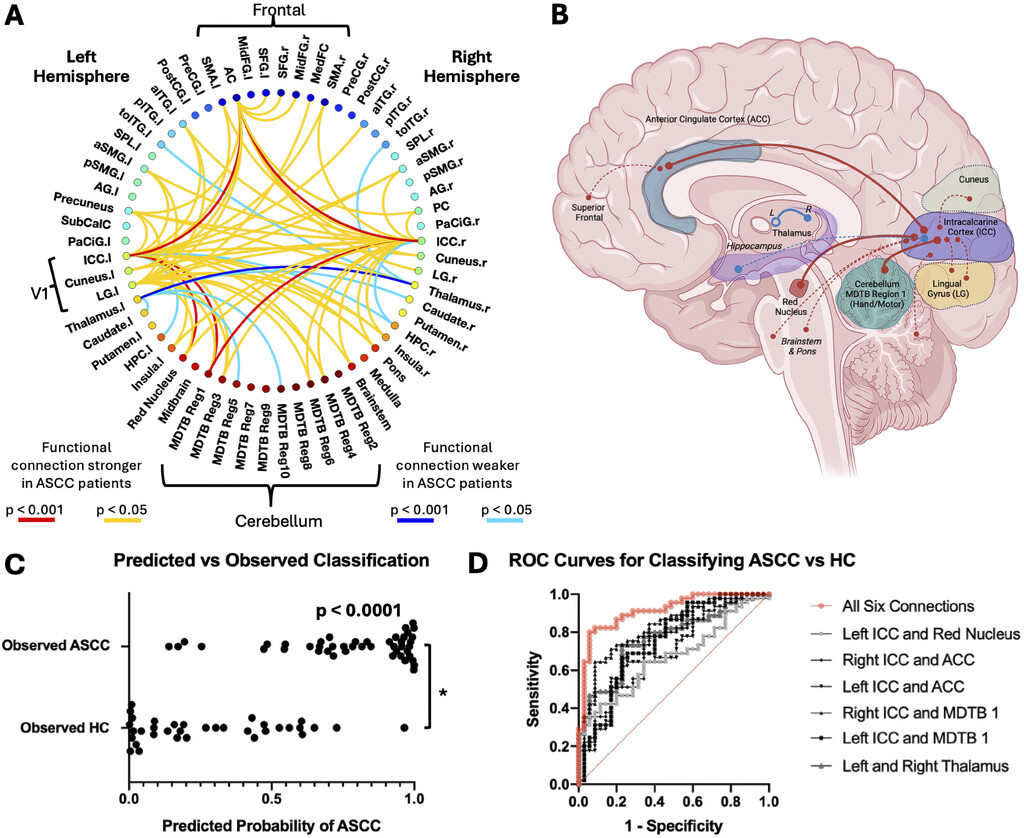 A
Frontal
Left
Hemisphere
Right
Hemisphere
PostCG.l
PreCG.l
SMA.l
AC
MidFG.l
SFG.l
SFG.r
MidFG.r
MedFC
SMA.r
PreCG.r
PostCG.r
aITG.l
pITG.l
toITG.l
SPL.l
aSMG.l
pSMG.l
AG.l
Precuneus
SubCalC
PaCiG.l
ICC.l
Cuneus.l
LG.l
V1
Thalamus.l
Caudate.l
Putamen.l
HPC.l
Insula.l
Red Nucleus
Midbrain
MDTB Reg1
MDTB Reg3
MDTB Reg5
MDTB Reg7
MDTB Reg9
MDTB Reg10
MDTB Reg8
MDTB Reg6
MDTB Reg4
MDTB Reg2
Brainstem
Medulla
Pons
Insula.r
HPC.r
Putamen.r
Caudate.r
Thalamus.r
LG.r
Cuneus.r
ICC.r
PaCiG.r
PC
AG.r
pSMG.r
aSMG.r
SPL.r
toITG.r
pITG.r
aITG.r
Functional
connection stronger
in ASCC patients
p < 0.001 p < 0.05
Cerebellum
Functional
connection weaker
in ASCC patients
p < 0.001 p < 0.05
B
Anterior Cingulate Cortex (ACC)
Superior
Frontal
L R
Thalamus
Hippocampus
Cuneus
Intracalcarine
Cortex (ICC)
Lingual
Gyrus (LG)
Cerebellum
MDTB Region 1
(Hand/Motor)
Red
Nucleus
Brainstem
& Pons
C
Predicted vs Observed Classification
p < 0.0001
Observed ASCC
*
Observed HC
0.0 0.5 1.0
Predicted Probability of ASCC
D
ROC Curves for Classifying ASCC vs HC
Sensitivity
1.0
0.8
0.6
0.4
0.2
0.0
0.0 0.2 0.4 0.6 0.8 1.0
1 - Specificity
All Six Connections
Left ICC and Red Nucleus
Right ICC and ACC
Left ICC and ACC
Right ICC and MDTB 1
Left ICC and MDTB 1
Left and Right Thalamus